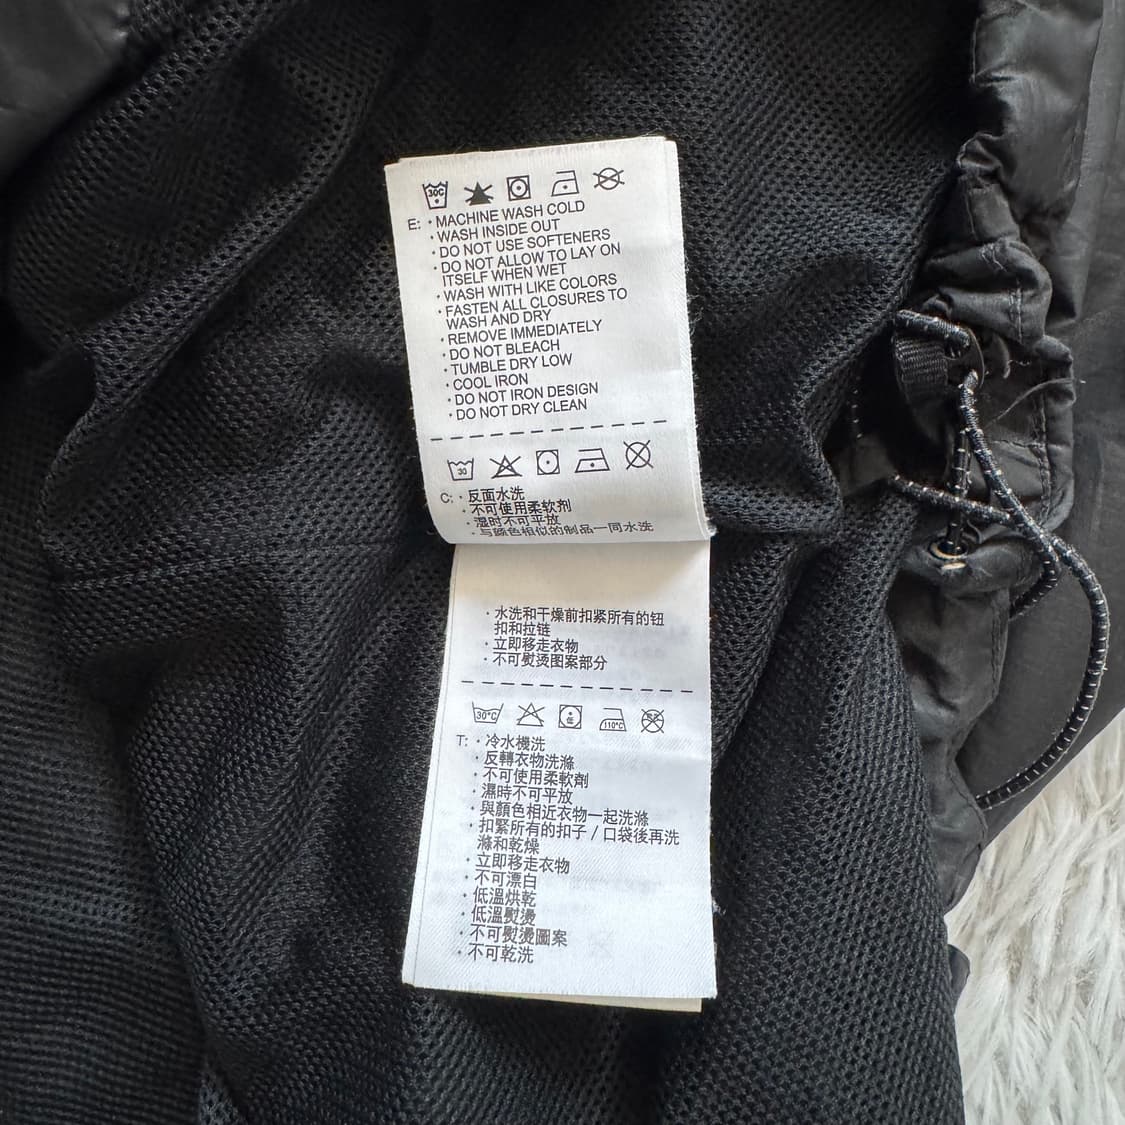 30C
E: · MACHINE WASH COLD
· WASH INSIDE OUT
· DO NOT USE SOFTENERS
· DO NOT ALLOW TO LAY ON
ITSELF WHEN WET
· WASH WITH LIKE COLORS
· FASTEN ALL CLOSURES TO
WASH AND DRY
· REMOVE IMMEDIATELY
· DO NOT BLEACH
· TUMBLE DRY LOW
· COOL IRON
· DO NOT IRON DESIGN
· DO NOT DRY CLEAN
30
C: · 反面水洗
· 不可使用柔软剂
· 湿时不可平放
· 与颜色相似的制品一同水洗
· 水洗和干燥前扣紧所有的钮
扣和拉链
· 立即移走衣物
· 不可熨烫图案部分
30°C 低 110°C
T: · 冷水機洗
· 反轉衣物洗滌
· 不可使用柔軟劑
· 濕時不可平放
· 與顏色相近衣物一起洗滌
· 扣緊所有的扣子 / 口袋後再洗
滌和乾燥
· 立即移走衣物
· 不可漂白
· 低溫烘乾
· 低溫熨燙
· 不可熨燙圖案
· 不可乾洗